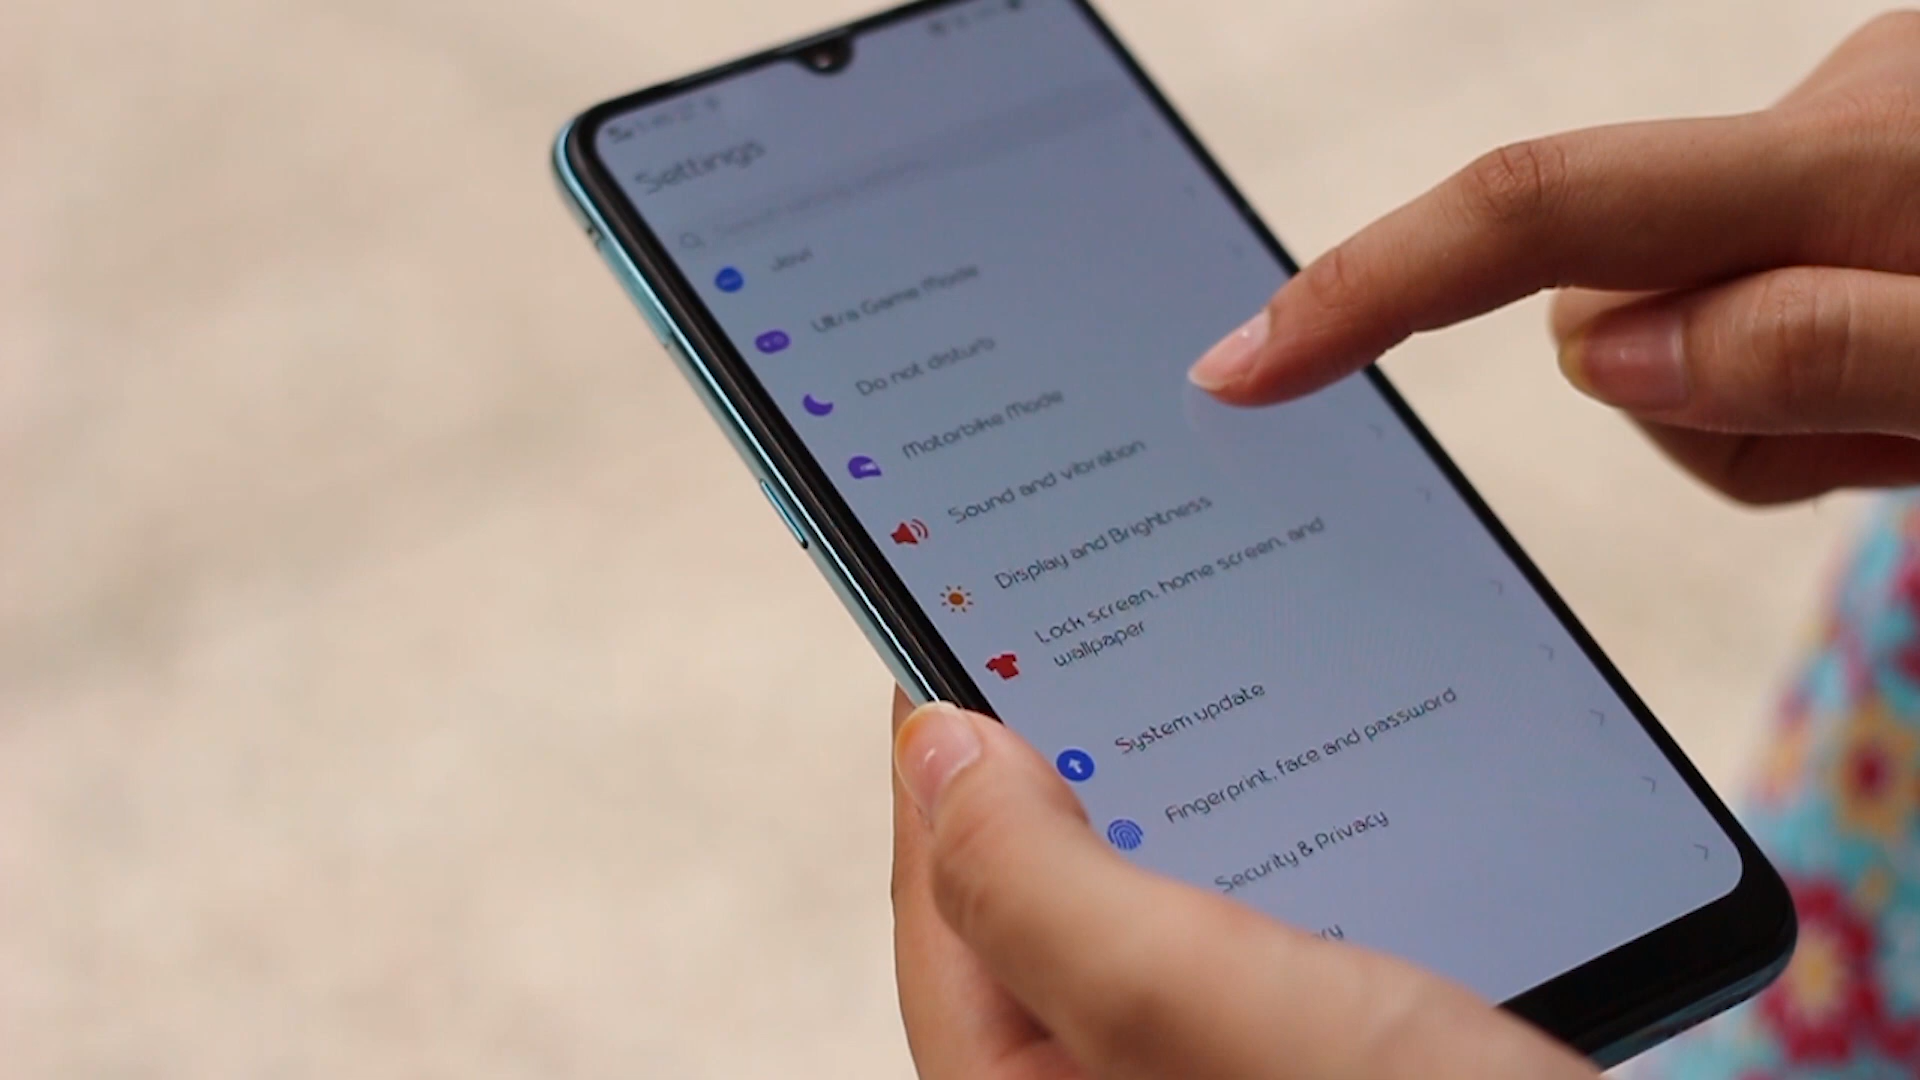 Settings
Jovi
Ultra Game Mode
Do not disturb
Motorbike Mode
Sound and vibration
Display and Brightness
Lock screen, home screen, and
wallpaper
System update
Fingerprint, face and password
Security & Privacy